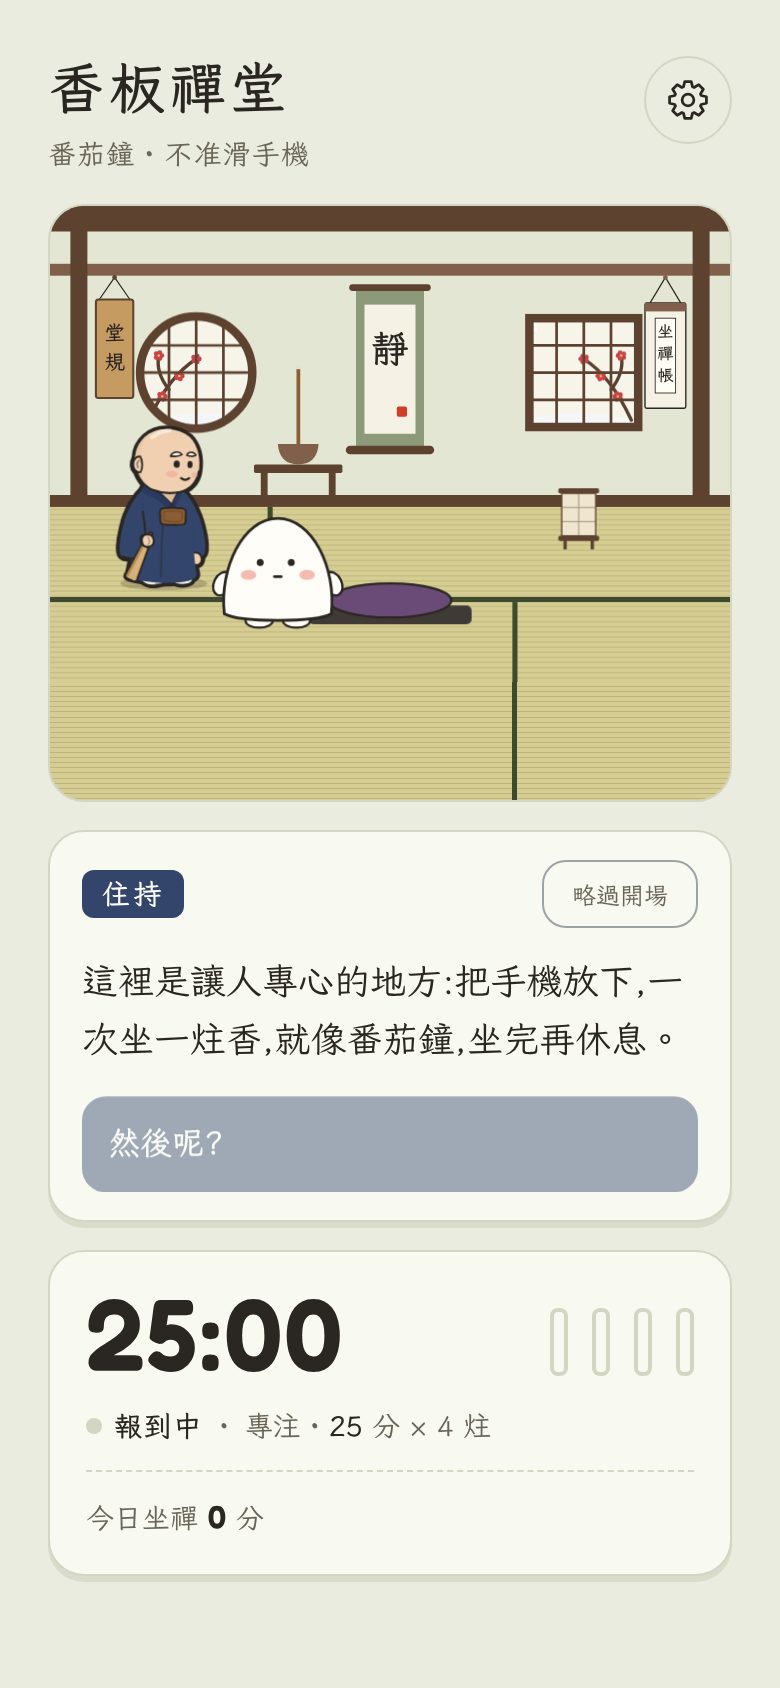 香板禪堂
番茄鐘・不准滑手機
堂規
靜
坐禪帳
住持
略過開場
這裡是讓人專心的地方:把手機放下,一
次坐一炷香,就像番茄鐘,坐完再休息。
然後呢?
25:00
報到中 ・ 專注・25 分 × 4 炷
今日坐禪 0 分